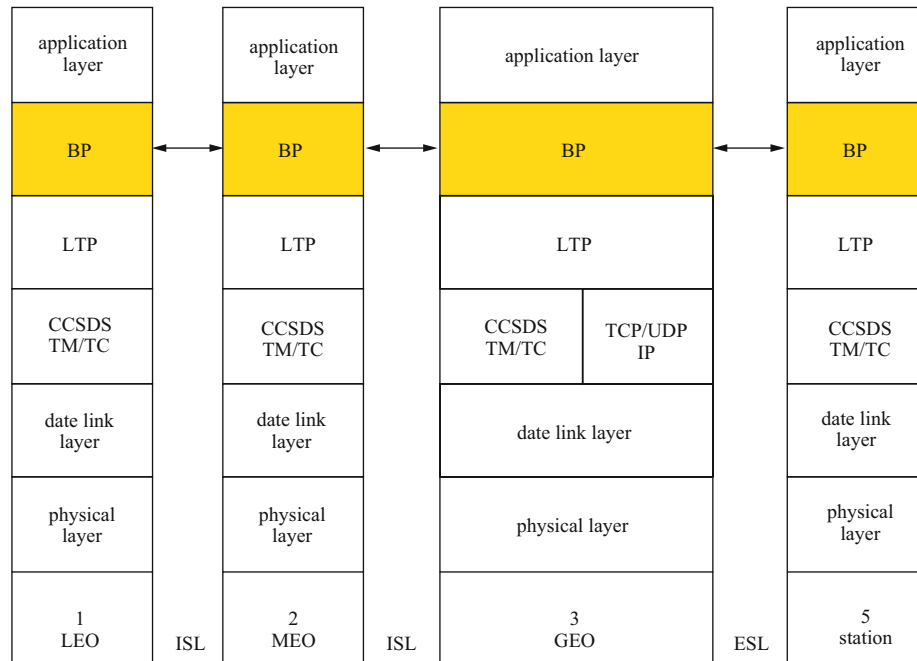 application
layer
application
layer
application layer
application
layer
BP
BP
BP
BP
LTP
LTP
LTP
LTP
CCSDS
TM/TC
CCSDS
TM/TC
CCSDS
TM/TC
TCP/UDP
IP
CCSDS
TM/TC
date link
layer
date link
layer
date link layer
date link
layer
physical
layer
physical
layer
physical layer
physical
layer
1
LEO
ISL
2
MEO
ISL
3
GEO
ESL
5
station